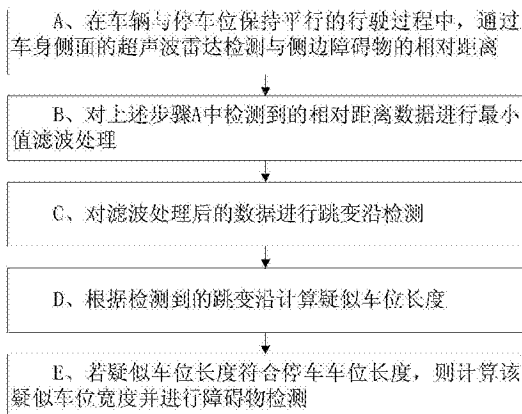 A、在车辆与停车位保持平行的行驶过程中，通过
车身侧面的超声波雷达检测与侧边障碍物的相对距离
B、对上述步骤A中检测到的相对距离数据进行最小
值滤波处理
C、对滤波处理后的数据进行跳变沿检测
D、根据检测到的跳变沿计算疑似车位长度
E、若疑似车位长度符合停车车位长度，则计算该
疑似车位宽度并进行障碍物检测